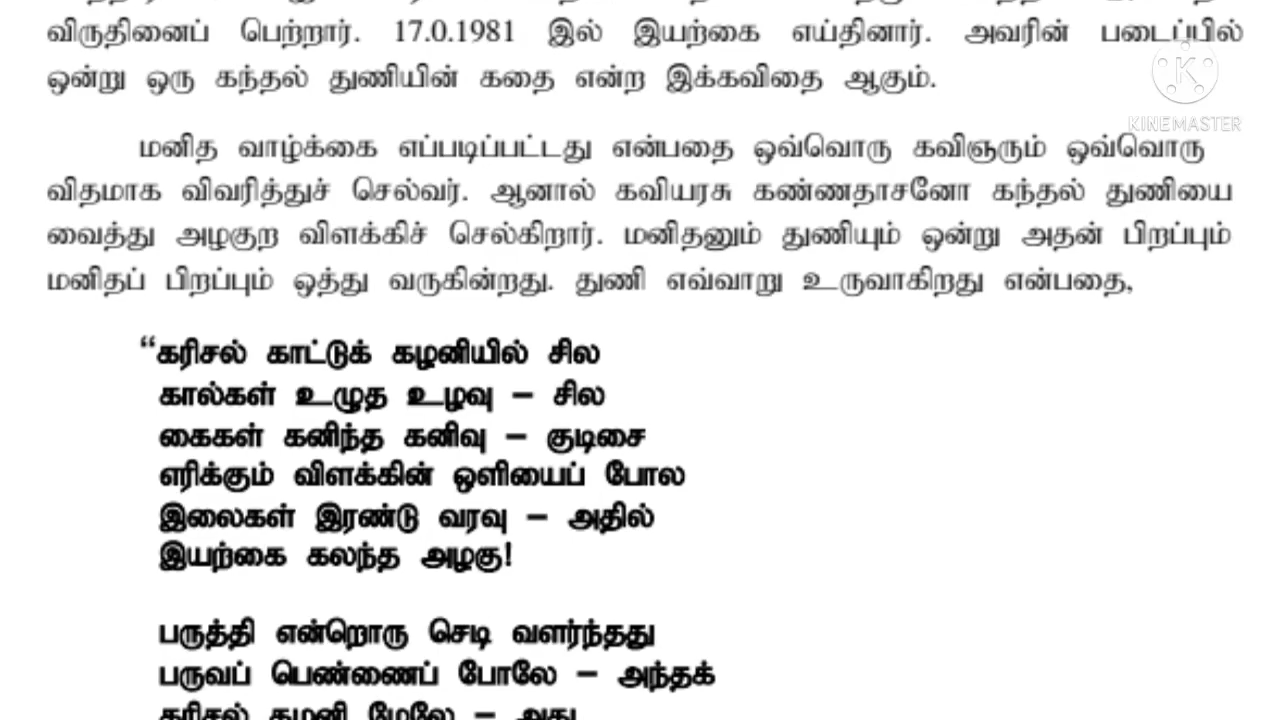 விருதினைப் பெற்றார். 17.0.1981 இல் இயற்கை எய்தினார். அவரின் படைப்பில்
ஒன்று ஒரு கந்தல் துணியின் கதை என்ற இக்கவிதை ஆகும்.
KINEMASTER
மனித வாழ்க்கை எப்படிப்பட்டது என்பதை ஒவ்வொரு கவிஞரும் ஒவ்வொரு
விதமாக விவரித்துச் செல்வர். ஆனால் கவியரசு கண்ணதாசனோ கந்தல் துணியை
வைத்து அழகுற விளக்கிச் செல்கிறார். மனிதனும் துணியும் ஒன்று அதன் பிறப்பும்
மனிதப் பிறப்பும் ஒத்து வருகின்றது. துணி எவ்வாறு உருவாகிறது என்பதை,
“கரிசல் காட்டுக் கழனியில் சில
கால்கள் உழுத உழவு – சில
கைகள் கனிந்த கனிவு – குடிசை
எரிக்கும் விளக்கின் ஒளியைப் போல
இலைகள் இரண்டு வரவு – அதில்
இயற்கை கலந்த அழகு!
பருத்தி என்றொரு செடி வளர்ந்தது
பருவப் பெண்ணைப் போலே – அந்தக்
கரிசல் கழனி மேலே – அது